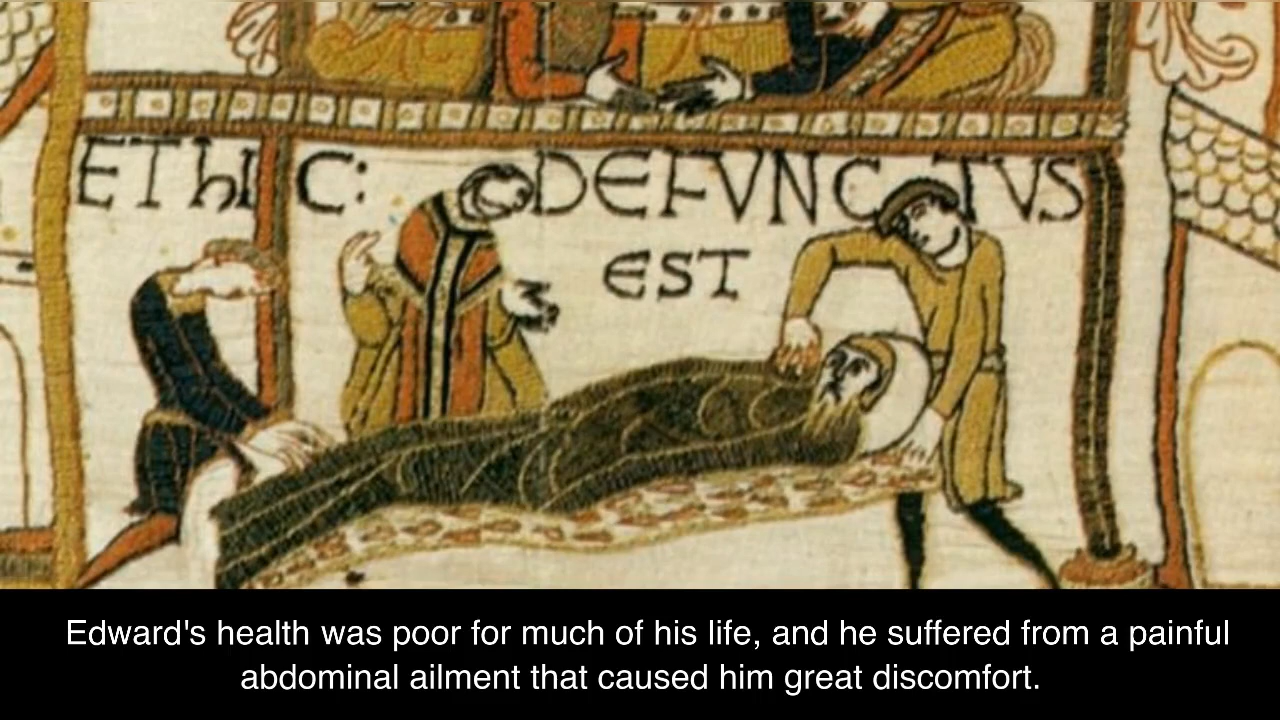 ETHIC: DEFVNCTVS
EST
Edward's health was poor for much of his life, and he suffered from a painful
abdominal ailment that caused him great discomfort.